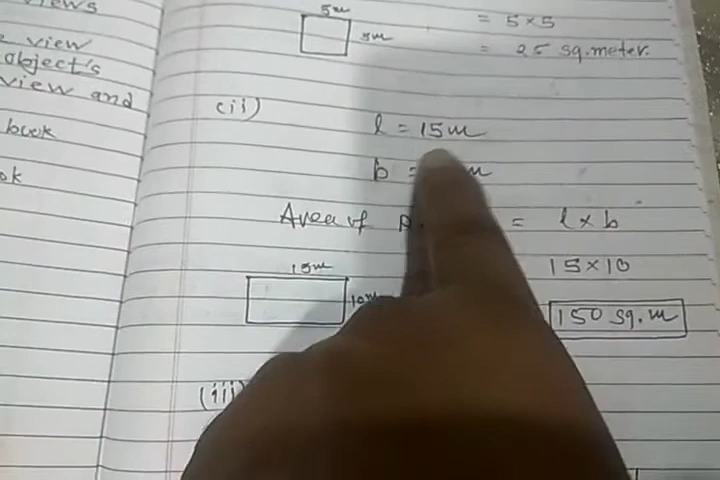 views
e view
object's
view and
book
ok
5m
5m
= 5 × 5
= 25 sq.meter.
(ii)
l = 15m
b = m
Area of = l × b
15m
10m
15 × 10
150 sq.m
(iii)